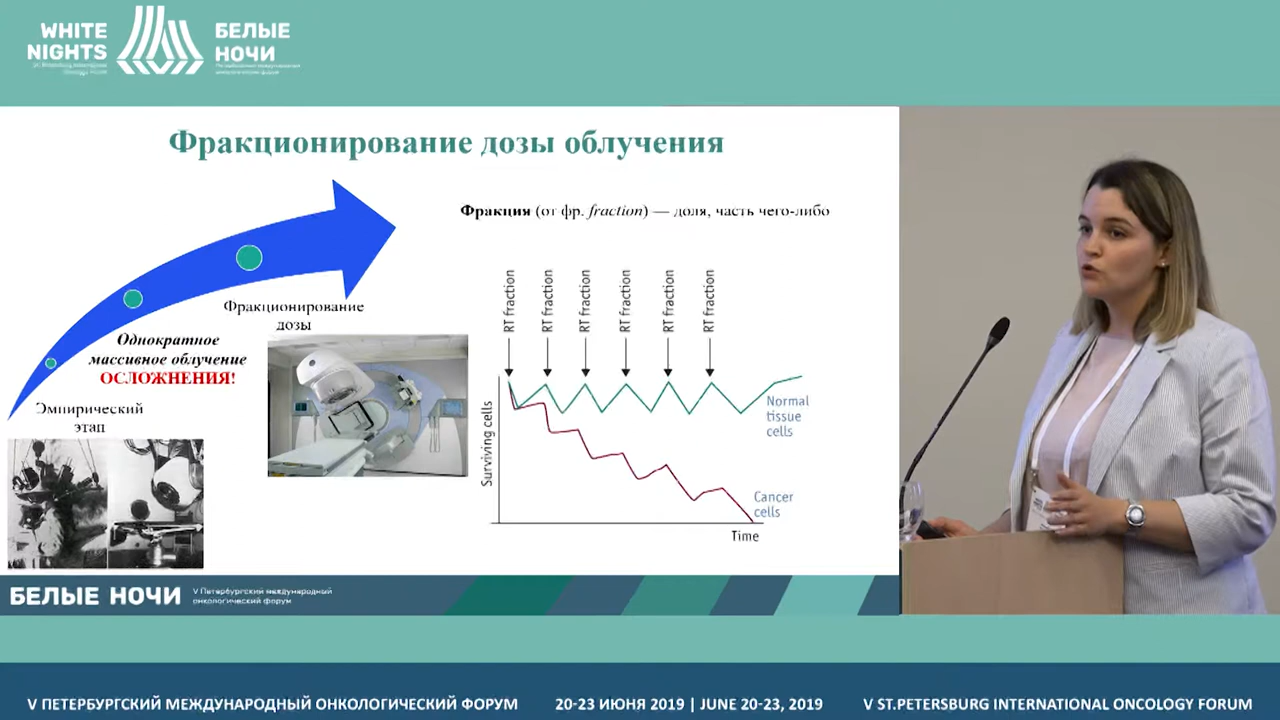 WHITE
NIGHTS
БЕЛЫЕ
НОЧИ
Фракционирование дозы облучения
Фракция (от фр. fraction) — доля, часть чего-либо
Фракционирование
дозы
Однократное
массивное облучение
ОСЛОЖНЕНИЯ!
Эмпирический
этап
RT fraction
RT fraction
RT fraction
RT fraction
RT fraction
RT fraction
Surviving cells
Normal
tissue
cells
Cancer
cells
Time
БЕЛЫЕ НОЧИ
V Петербургский международный
онкологический форум
V ПЕТЕРБУРГСКИЙ МЕЖДУНАРОДНЫЙ ОНКОЛОГИЧЕСКИЙ ФОРУМ
20-23 ИЮНЯ 2019 | JUNE 20-23, 2019
V ST.PETERSBURG INTERNATIONAL ONCOLOGY FORUM